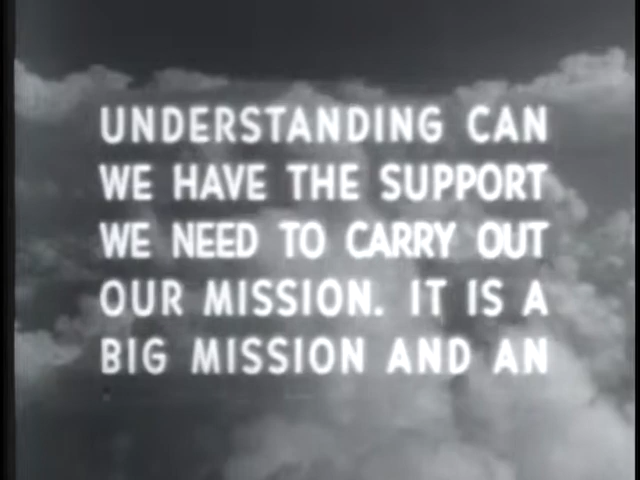 UNDERSTANDING CAN
WE HAVE THE SUPPORT
WE NEED TO CARRY OUT
OUR MISSION. IT IS A
BIG MISSION AND AN